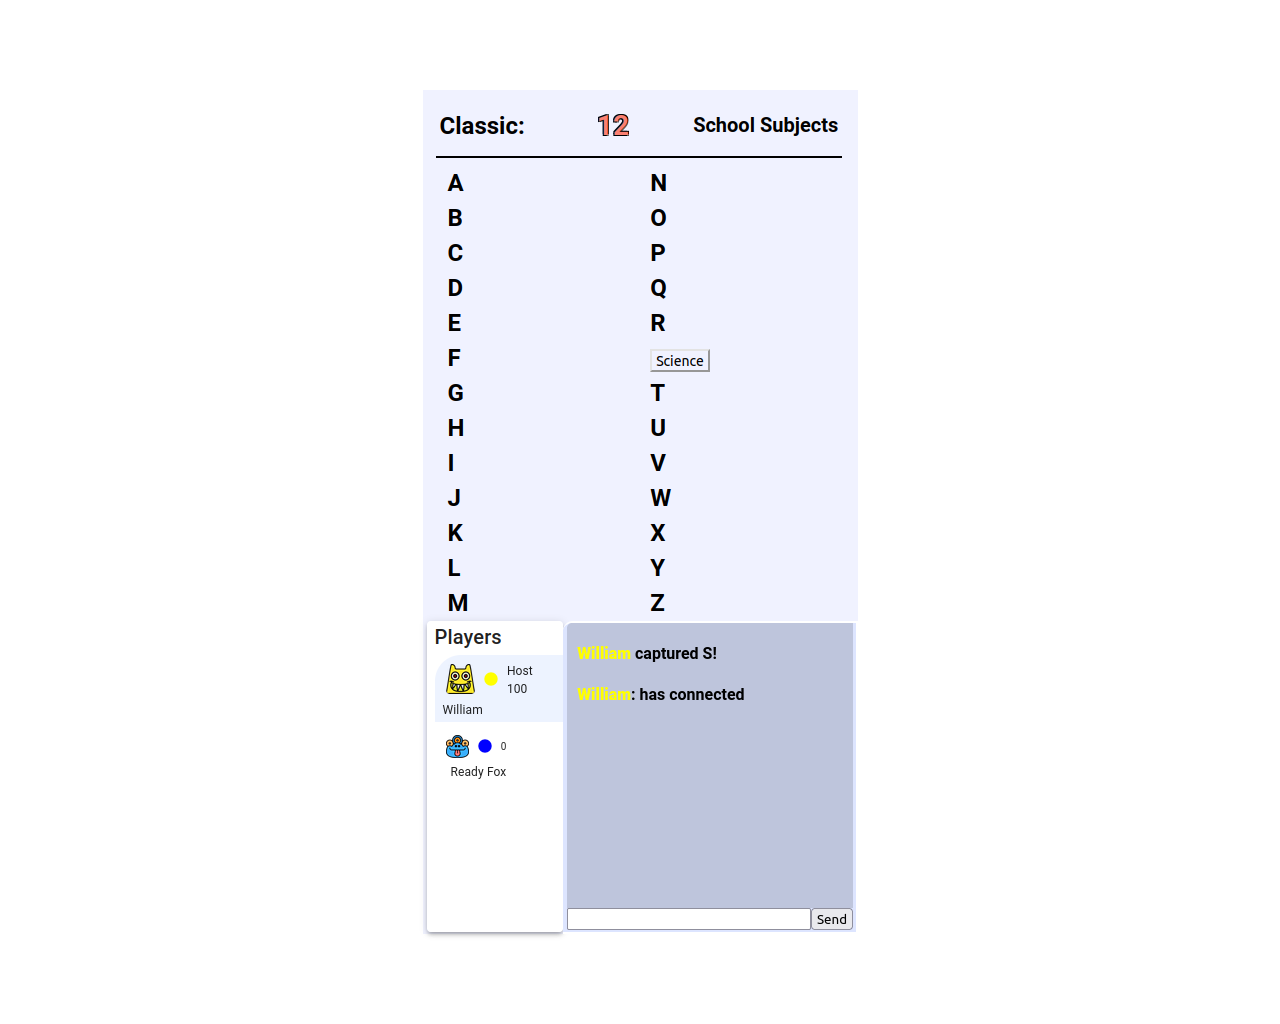 Classic:
12
School Subjects
A
B
C
D
E
F
G
H
I
J
K
L
M
N
O
P
Q
R
Science
T
U
V
W
X
Y
Z
Players
Host
100
William
0
Ready Fox
William captured S!
William: has connected
Send